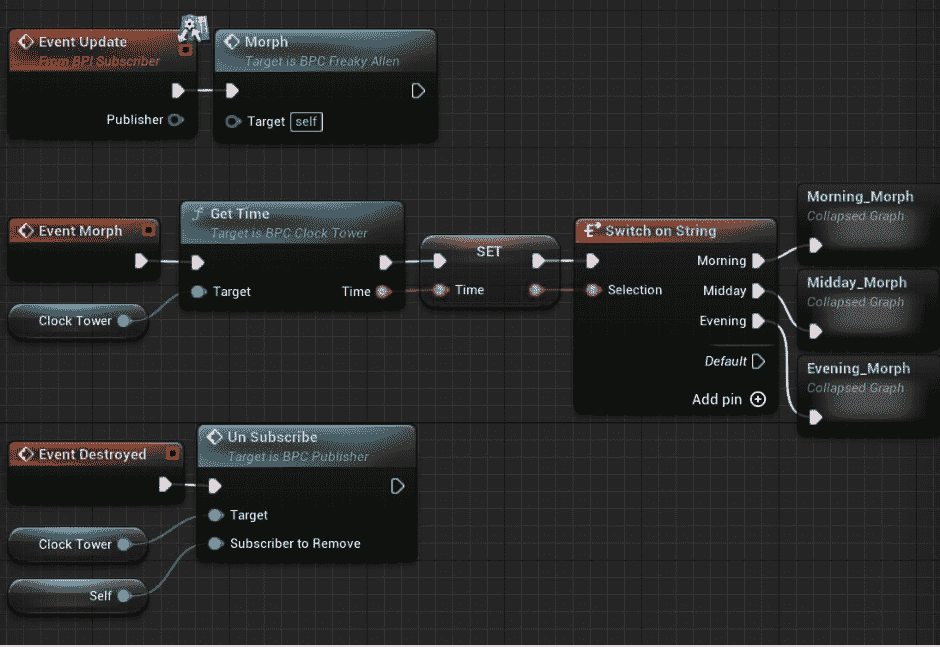 Event Update
From BPI Subscriber
Publisher
Morph
Target is BPC Freaky Allen
Target self
Event Morph
Clock Tower
Get Time
Target is BPC Clock Tower
Target
Time
SET
Time
Switch on String
Selection
Morning
Midday
Evening
Default
Add pin
Morning_Morph
Collapsed Graph
Midday_Morph
Collapsed Graph
Evening_Morph
Collapsed Graph
Event Destroyed
Clock Tower
Self
Un Subscribe
Target is BPC Publisher
Target
Subscriber to Remove